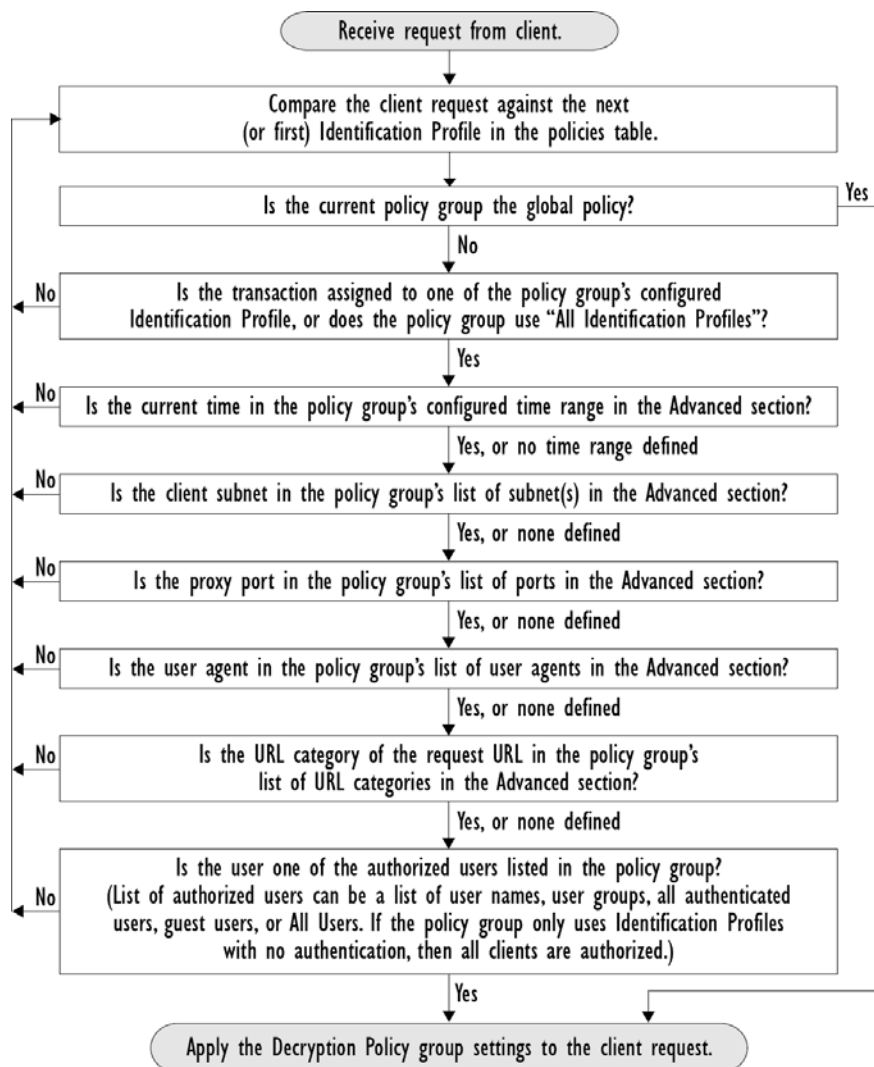 Receive request from client.
Compare the client request against the next
(or first) Identification Profile in the policies table.
Is the current policy group the global policy?
Yes
No
No
Is the transaction assigned to one of the policy group's configured
Identification Profile, or does the policy group use “All Identification Profiles”?
Yes
No
Is the current time in the policy group's configured time range in the Advanced section?
Yes, or no time range defined
No
Is the client subnet in the policy group's list of subnet(s) in the Advanced section?
Yes, or none defined
No
Is the proxy port in the policy group's list of ports in the Advanced section?
Yes, or none defined
No
Is the user agent in the policy group's list of user agents in the Advanced section?
Yes, or none defined
No
Is the URL category of the request URL in the policy group's
list of URL categories in the Advanced section?
Yes, or none defined
No
Is the user one of the authorized users listed in the policy group?
(List of authorized users can be a list of user names, user groups, all authenticated
users, guest users, or All Users. If the policy group only uses Identification Profiles
with no authentication, then all clients are authorized.)
Yes
Apply the Decryption Policy group settings to the client request.